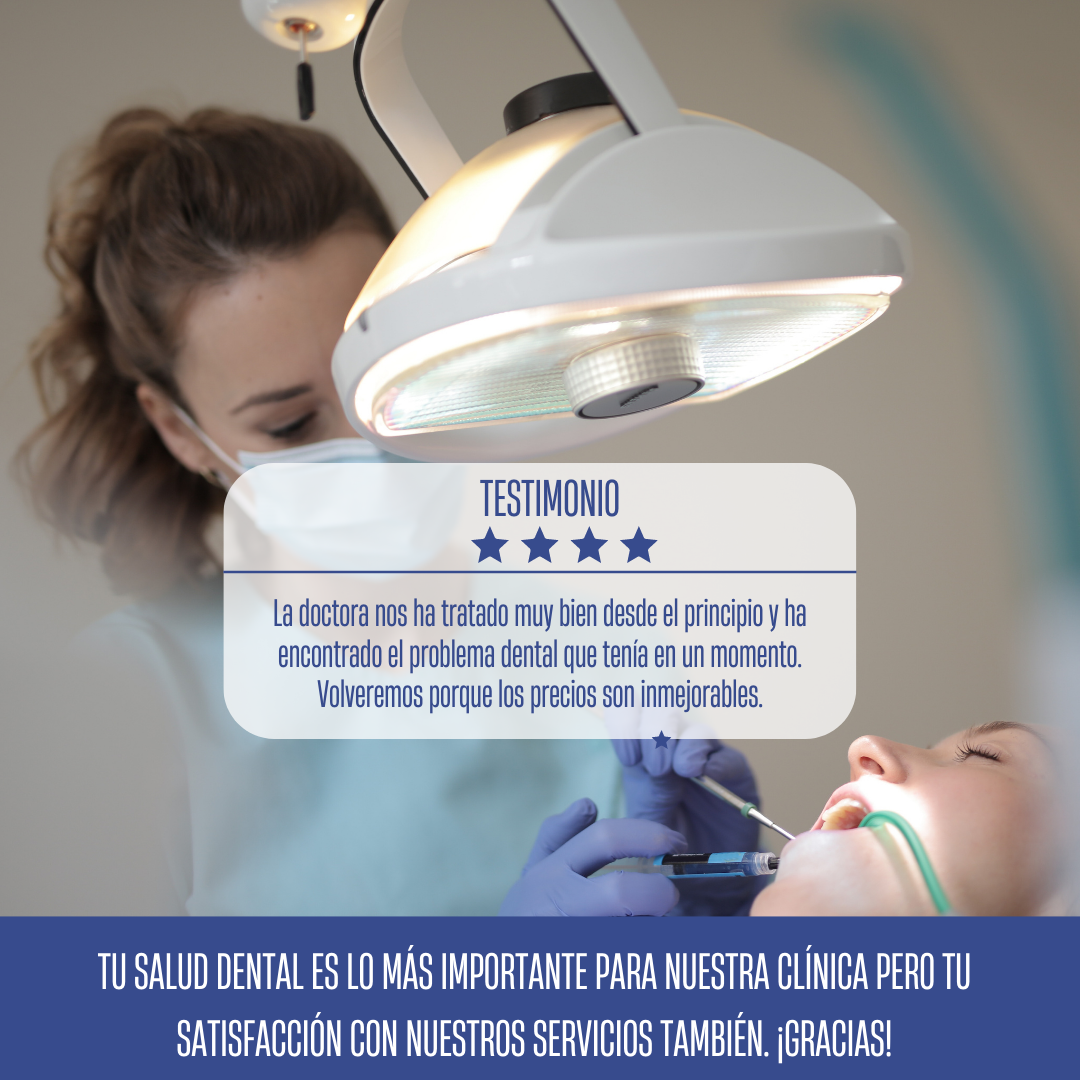 TESTIMONIO
La doctora nos ha tratado muy bien desde el principio y ha
encontrado el problema dental que tenía en un momento.
Volveremos porque los precios son inmejorables.
TU SALUD DENTAL ES LO MÁS IMPORTANTE PARA NUESTRA CLÍNICA PERO TU
SATISFACCIÓN CON NUESTROS SERVICIOS TAMBIÉN. ¡GRACIAS!